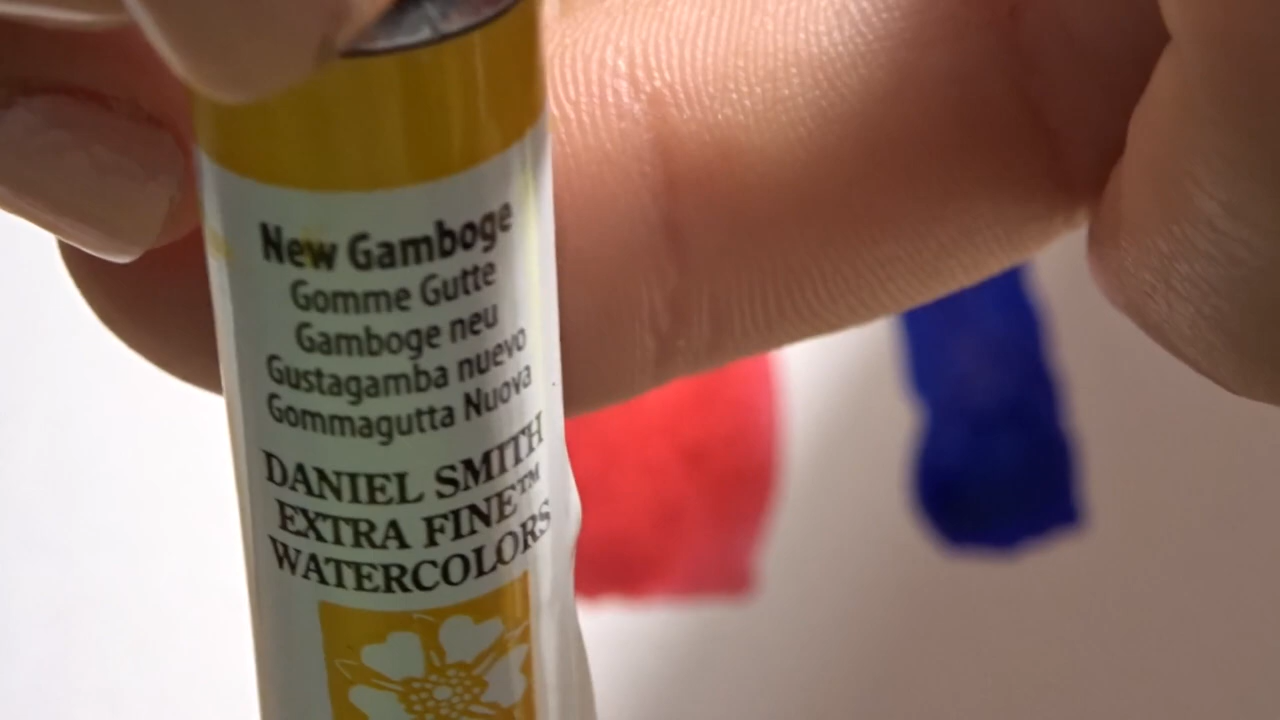 New Gamboge
Gomme Gutte
Gamboge neu
Gustagamba nuevo
Gommagutta Nuova
DANIEL SMITH
EXTRA FINE™
WATERCOLORS